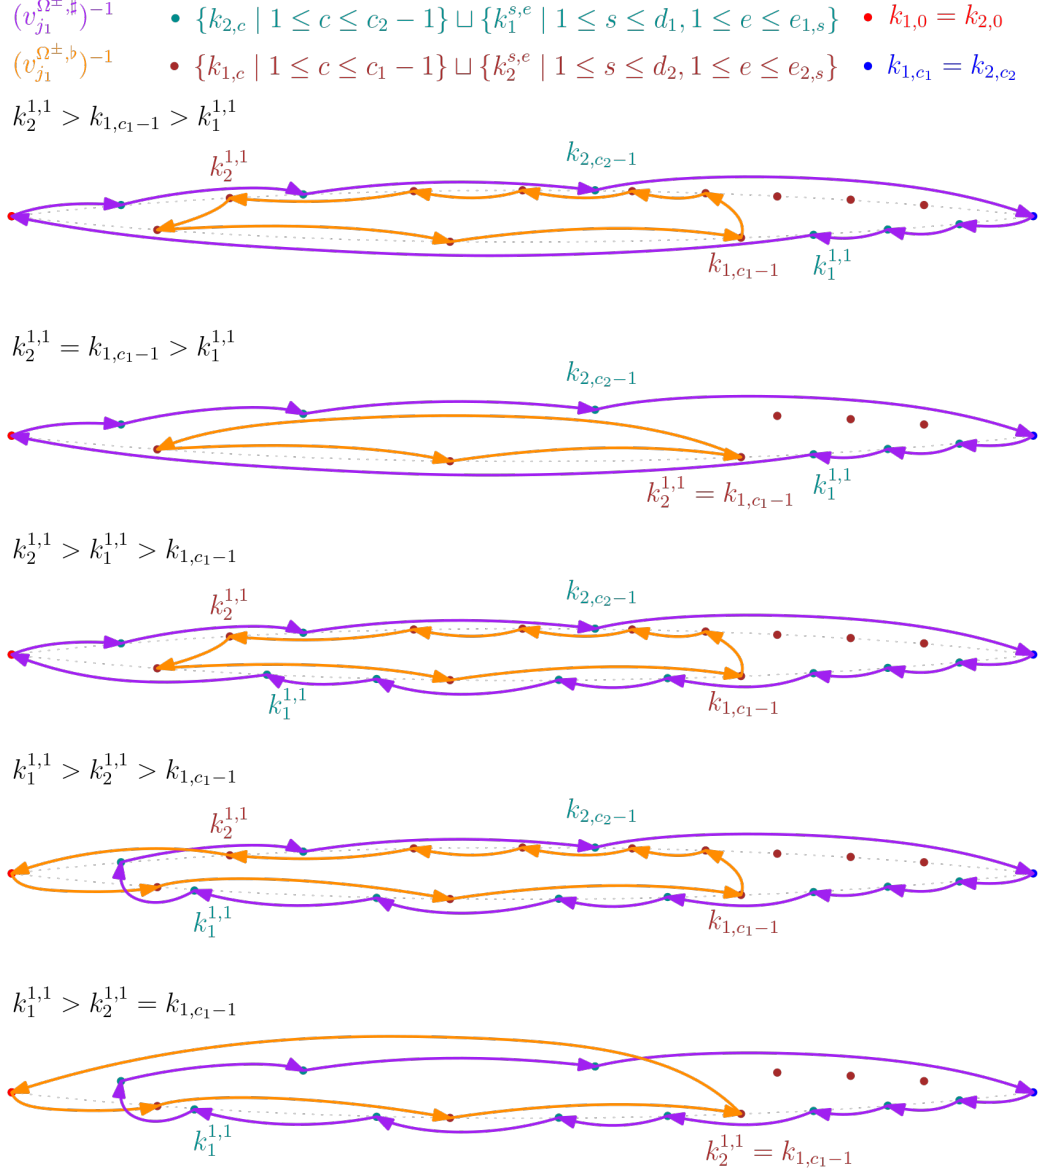 (v_{j_1}^{Ω^±,♯})^{−1} • {k_{2,c} | 1 ≤ c ≤ c_2 − 1} ⊔ {k_1^{s,e} | 1 ≤ s ≤ d_1, 1 ≤ e ≤ e_{1,s}} • k_{1,0} = k_{2,0}
(v_{j_1}^{Ω^±,♭})^{−1} • {k_{1,c} | 1 ≤ c ≤ c_1 − 1} ⊔ {k_2^{s,e} | 1 ≤ s ≤ d_2, 1 ≤ e ≤ e_{2,s}} • k_{1,c_1} = k_{2,c_2}
k_2^{1,1} > k_{1,c_1−1} > k_1^{1,1}
k_2^{1,1} k_{2,c_2−1}
k_{1,c_1−1} k_1^{1,1}
k_2^{1,1} = k_{1,c_1−1} > k_1^{1,1}
k_{2,c_2−1}
k_2^{1,1} = k_{1,c_1−1} k_1^{1,1}
k_2^{1,1} > k_1^{1,1} > k_{1,c_1−1}
k_2^{1,1} k_{2,c_2−1}
k_1^{1,1} k_{1,c_1−1}
k_1^{1,1} > k_2^{1,1} > k_{1,c_1−1}
k_2^{1,1} k_{2,c_2−1}
k_1^{1,1} k_{1,c_1−1}
k_1^{1,1} > k_2^{1,1} = k_{1,c_1−1}
k_1^{1,1} k_2^{1,1} = k_{1,c_1−1}